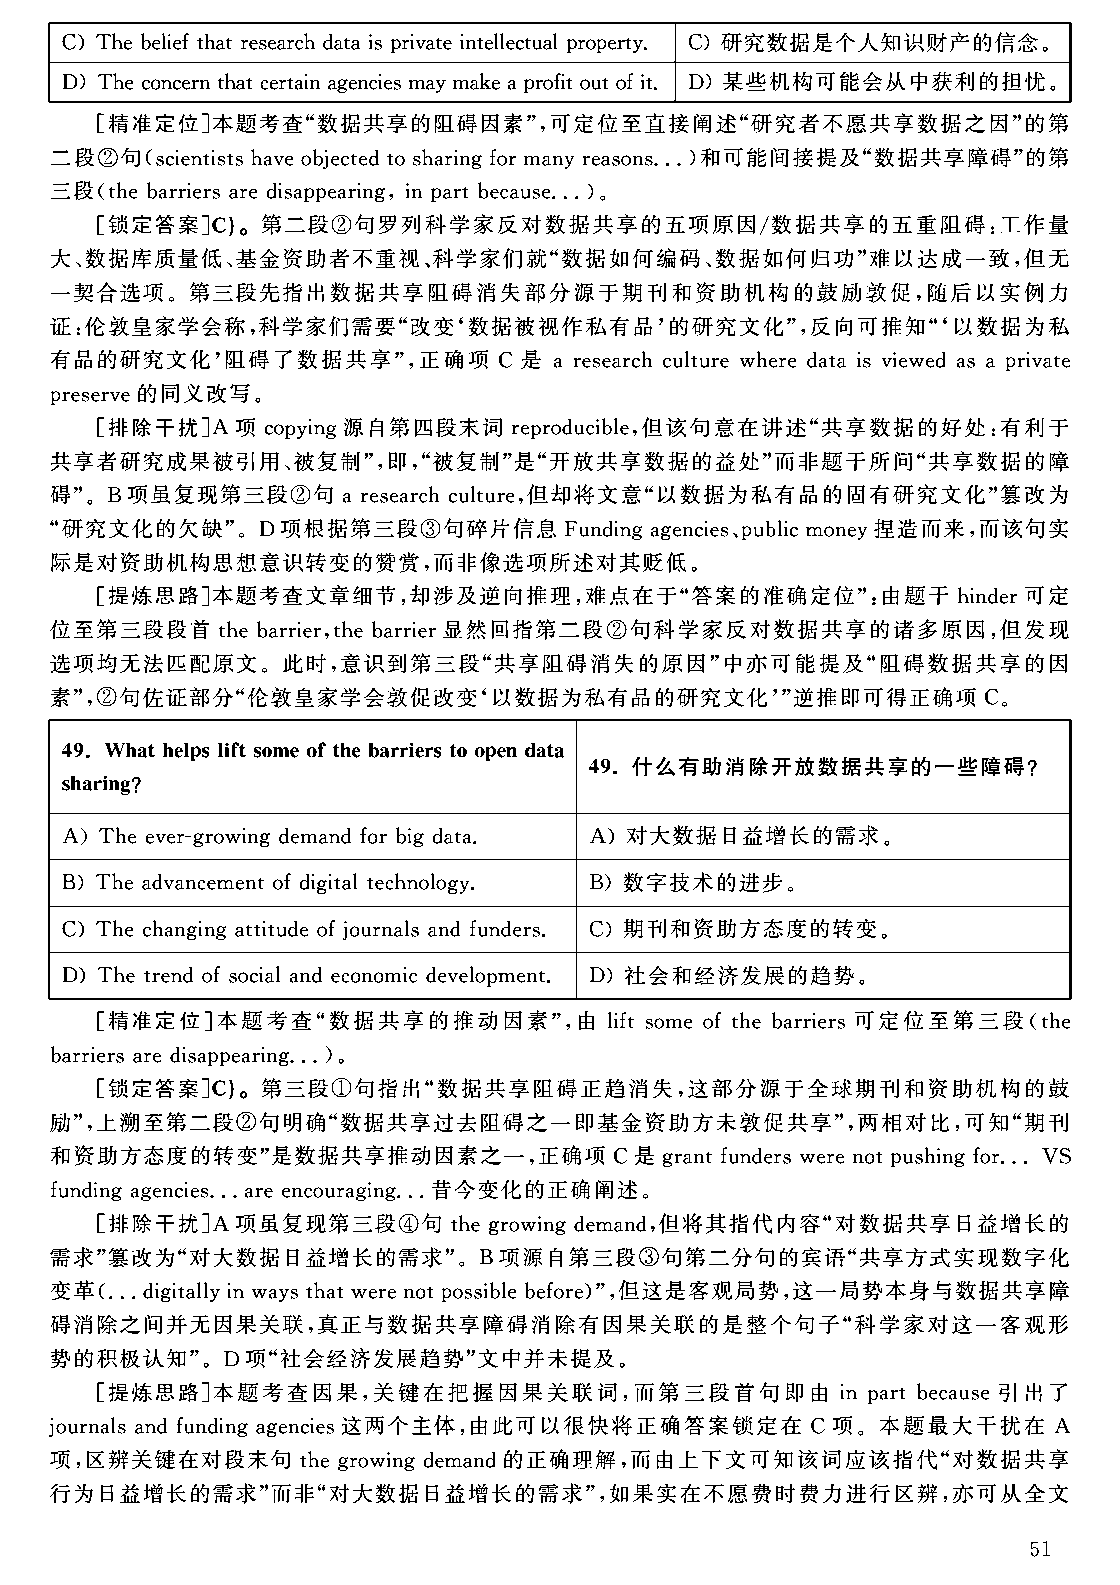 C) The belief that research data is private intellectual property. C) 研究数据是个人知识财产的信念。
D) The concern that certain agencies may make a profit out of it. D) 某些机构可能会从中获利的担忧。
[精准定位]本题考查“数据共享的阻碍因素”,可定位至直接阐述“研究者不愿共享数据之因”的第
二段②句(scientists have objected to sharing for many reasons...)和可能间接提及“数据共享障碍”的第
三段(the barriers are disappearing, in part because...)。
[锁定答案]C)。第二段②句罗列科学家反对数据共享的五项原因/数据共享的五重阻碍:工作量
大、数据库质量低、基金资助者不重视、科学家们就“数据如何编码、数据如何归功”难以达成一致,但无
一契合选项。第三段先指出数据共享阻碍消失部分源于期刊和资助机构的鼓励敦促,随后以实例力
证:伦敦皇家学会称,科学家们需要“改变‘数据被视作私有品’的研究文化”,反向可推知“‘以数据为私
有品的研究文化’阻碍了数据共享”,正确项 C 是 a research culture where data is viewed as a private
preserve 的同义改写。
[排除干扰]A 项 copying 源自第四段末词 reproducible,但该句意在讲述“共享数据的好处:有利于
共享者研究成果被引用、被复制”,即,“被复制”是“开放共享数据的益处”而非题干所问“共享数据的障
碍”。B 项虽复现第三段②句 a research culture,但却将文意“以数据为私有品的固有研究文化”篡改为
“研究文化的欠缺”。D 项根据第三段③句碎片信息 Funding agencies、public money 捏造而来,而该句实
际是对资助机构思想意识转变的赞赏,而非像选项所述对其贬低。
[提炼思路]本题考查文章细节,却涉及逆向推理,难点在于“答案的准确定位”:由题干 hinder 可定
位至第三段段首 the barrier,the barrier 显然回指第二段②句科学家反对数据共享的诸多原因,但发现
选项均无法匹配原文。此时,意识到第三段“共享阻碍消失的原因”中亦可能提及“阻碍数据共享的因
素”,②句佐证部分“伦敦皇家学会敦促改变‘以数据为私有品的研究文化’”逆推即可得正确项 C。
49. What helps lift some of the barriers to open data
sharing?
49. 什么有助消除开放数据共享的一些障碍?
A) The ever-growing demand for big data. A) 对大数据日益增长的需求。
B) The advancement of digital technology. B) 数字技术的进步。
C) The changing attitude of journals and funders. C) 期刊和资助方态度的转变。
D) The trend of social and economic development. D) 社会和经济发展的趋势。
[精准定位]本题考查“数据共享的推动因素”,由 lift some of the barriers 可定位至第三段(the
barriers are disappearing...)。
[锁定答案]C)。第三段①句指出“数据共享阻碍正趋消失,这部分源于全球期刊和资助机构的鼓
励”,上溯至第二段②句明确“数据共享过去阻碍之一即基金资助方未敦促共享”,两相对比,可知“期刊
和资助方态度的转变”是数据共享推动因素之一,正确项 C 是 grant funders were not pushing for... VS
funding agencies...are encouraging...昔今变化的正确阐述。
[排除干扰]A 项虽复现第三段④句 the growing demand,但将其指代内容“对数据共享日益增长的
需求”篡改为“对大数据日益增长的需求”。B 项源自第三段③句第二分句的宾语“共享方式实现数字化
变革(...digitally in ways that were not possible before)”,但这是客观局势,这一局势本身与数据共享障
碍消除之间并无因果关联,真正与数据共享障碍消除有因果关联的是整个句子“科学家对这一客观形
势的积极认知”。D 项“社会经济发展趋势”文中并未提及。
[提炼思路]本题考查因果,关键在把握因果关联词,而第三段首句即由 in part because 引出了
journals and funding agencies 这两个主体,由此可以很快将正确答案锁定在 C 项。本题最大干扰在 A
项,区辨关键在对段末句 the growing demand 的正确理解,而由上下文可知该词应该指代“对数据共享
行为日益增长的需求”而非“对大数据日益增长的需求”,如果实在不愿费时费力进行区辨,亦可从全文
51